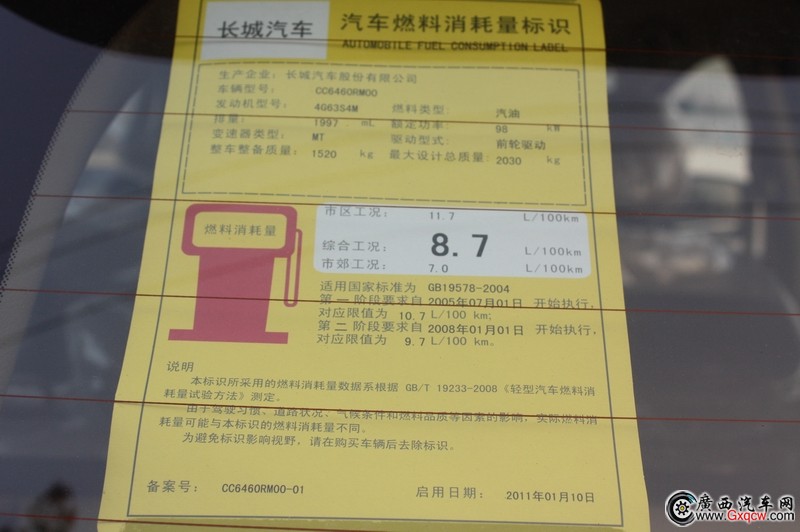 长城汽车
汽车燃料消耗量标识
AUTOMOBILE FUEL CONSUMPTION LABEL
生产企业：长城汽车股份有限公司
车辆型号： CC6460RM00
发动机型号： 4G63S4M 燃料类型： 汽油
排量： 1997 mL 额定功率： 98 kW
变速器类型： MT 驱动型式： 前轮驱动
整车整备质量： 1520 kg 最大设计总质量： 2030 kg
燃料消耗量
市区工况： 11.7 L/100km
综合工况： 8.7 L/100km
市郊工况： 7.0 L/100km
适用国家标准为 GB19578-2004
第一阶段要求自2005年07月01日 开始执行,
对应限值为 10.7 L/100 km;
第二阶段要求自2008年01月01日 开始执行,
对应限值为 9.7 L/100 km。
说明
本标识所采用的燃料消耗量数据系根据 GB/T 19233-2008《轻型汽车燃料消
耗量试验方法》测定。
由于驾驶习惯、道路状况、气候条件和燃料品质等因素的影响，实际燃料消
耗量可能与本标识的燃料消耗量不同。
为避免标识影响视野，请在购买车辆后去除标识。
备案号： CC6460RM00-01 启用日期： 2011年01月10日
廣西汽车网
www.Gxqcw.com